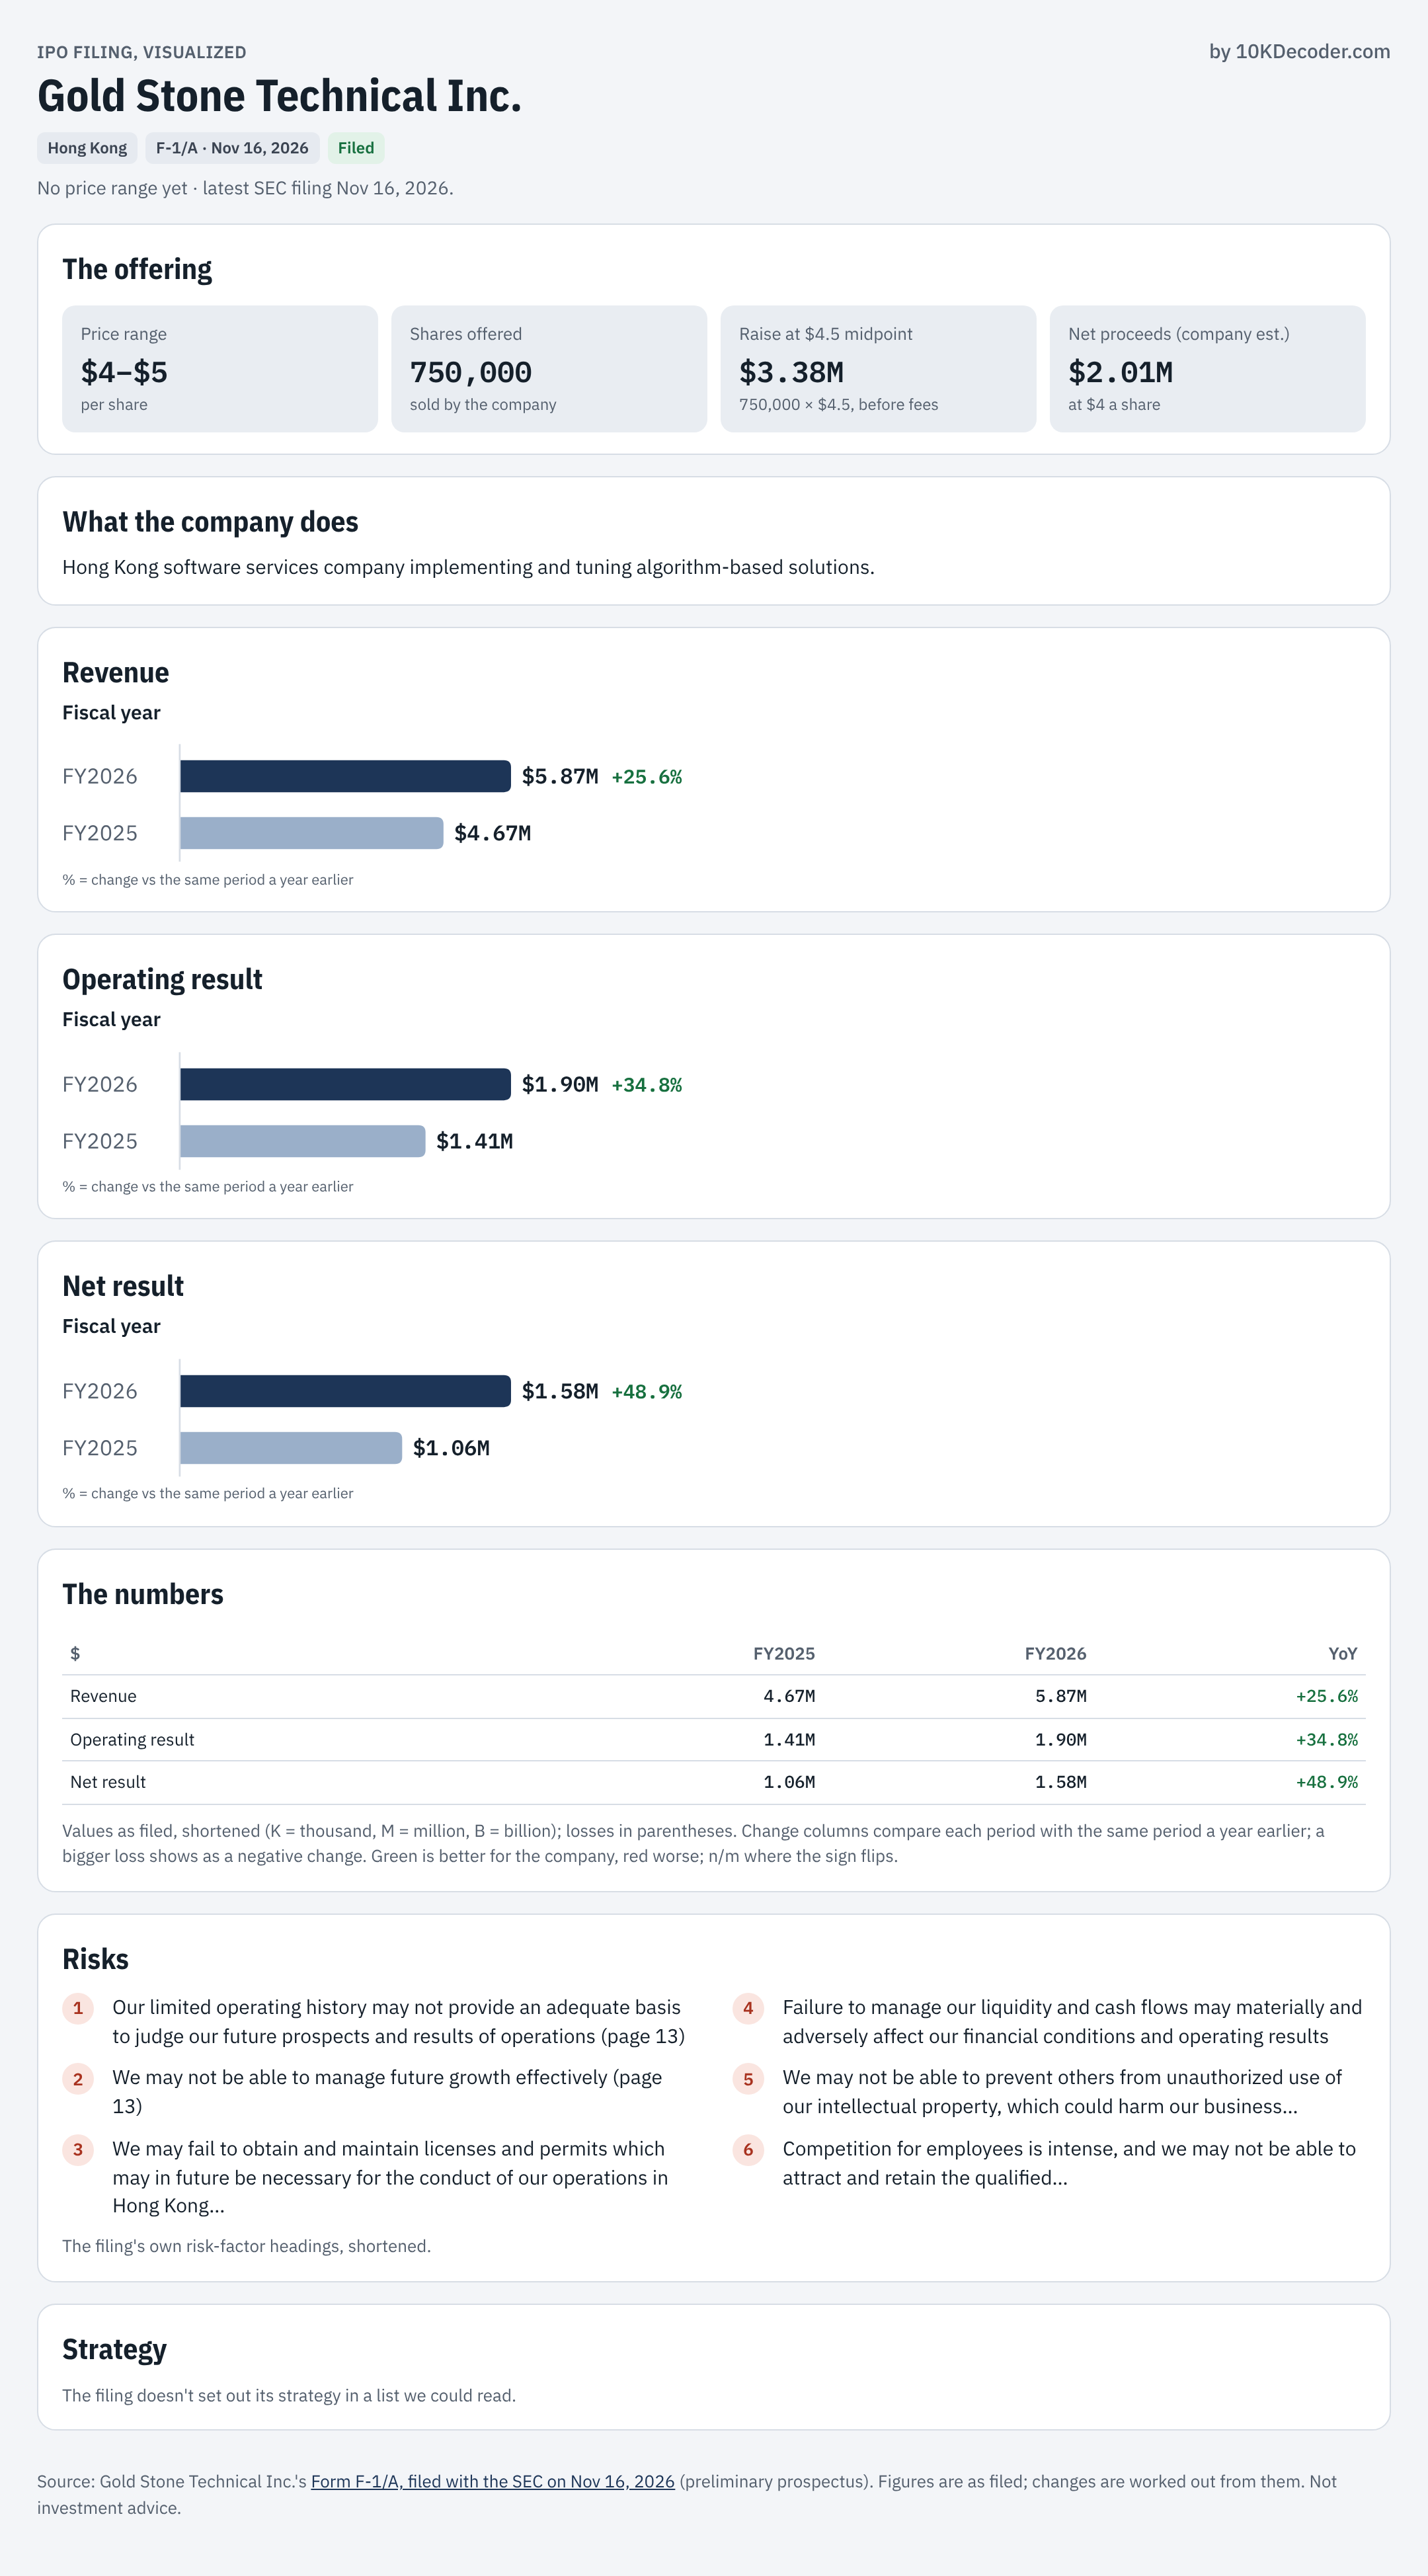 IPO FILING, VISUALIZED
by 10KDecoder.com
Gold Stone Technical Inc.
Hong Kong
F-1/A · Nov 16, 2026
Filed
No price range yet · latest SEC filing Nov 16, 2026.
The offering
Price range
$4–$5
per share
Shares offered
750,000
sold by the company
Raise at $4.5 midpoint
$3.38M
750,000 × $4.5, before fees
Net proceeds (company est.)
$2.01M
at $4 a share
What the company does
Hong Kong software services company implementing and tuning algorithm-based solutions.
Revenue
Fiscal year
FY2026 $5.87M +25.6%
FY2025 $4.67M
% = change vs the same period a year earlier
Operating result
Fiscal year
FY2026 $1.90M +34.8%
FY2025 $1.41M
% = change vs the same period a year earlier
Net result
Fiscal year
FY2026 $1.58M +48.9%
FY2025 $1.06M
% = change vs the same period a year earlier
The numbers
$ FY2025 FY2026 YoY
Revenue 4.67M 5.87M +25.6%
Operating result 1.41M 1.90M +34.8%
Net result 1.06M 1.58M +48.9%
Values as filed, shortened (K = thousand, M = million, B = billion); losses in parentheses. Change columns compare each period with the same period a year earlier; a
bigger loss shows as a negative change. Green is better for the company, red worse; n/m where the sign flips.
Risks
1 Our limited operating history may not provide an adequate basis
to judge our future prospects and results of operations (page 13)
2 We may not be able to manage future growth effectively (page
13)
3 We may fail to obtain and maintain licenses and permits which
may in future be necessary for the conduct of our operations in
Hong Kong...
4 Failure to manage our liquidity and cash flows may materially and
adversely affect our financial conditions and operating results
5 We may not be able to prevent others from unauthorized use of
our intellectual property, which could harm our business...
6 Competition for employees is intense, and we may not be able to
attract and retain the qualified...
The filing's own risk-factor headings, shortened.
Strategy
The filing doesn't set out its strategy in a list we could read.
Source: Gold Stone Technical Inc.'s Form F-1/A, filed with the SEC on Nov 16, 2026 (preliminary prospectus). Figures are as filed; changes are worked out from them. Not
investment advice.